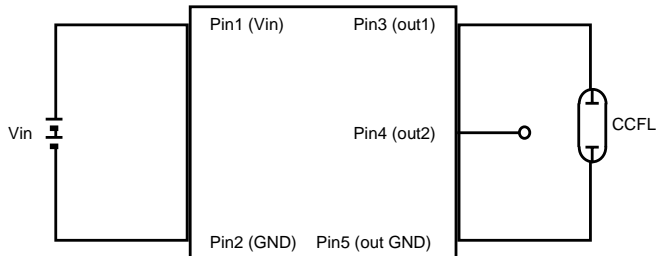 Pin1 (Vin) Pin3 (out1)
Vin Pin4 (out2) CCFL
Pin2 (GND) Pin5 (out GND)